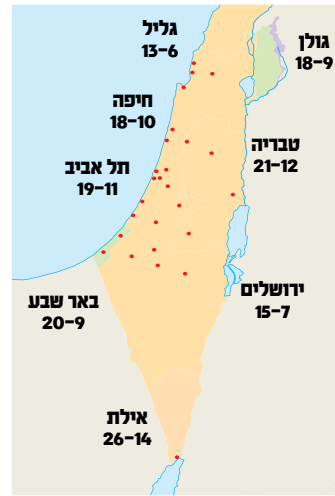 גליל
13-6
גולן
18-9
חיפה
18-10
טבריה
21-12
תל אביב
19-11
ירושלים
15-7
באר שבע
20-9
אילת
26-14